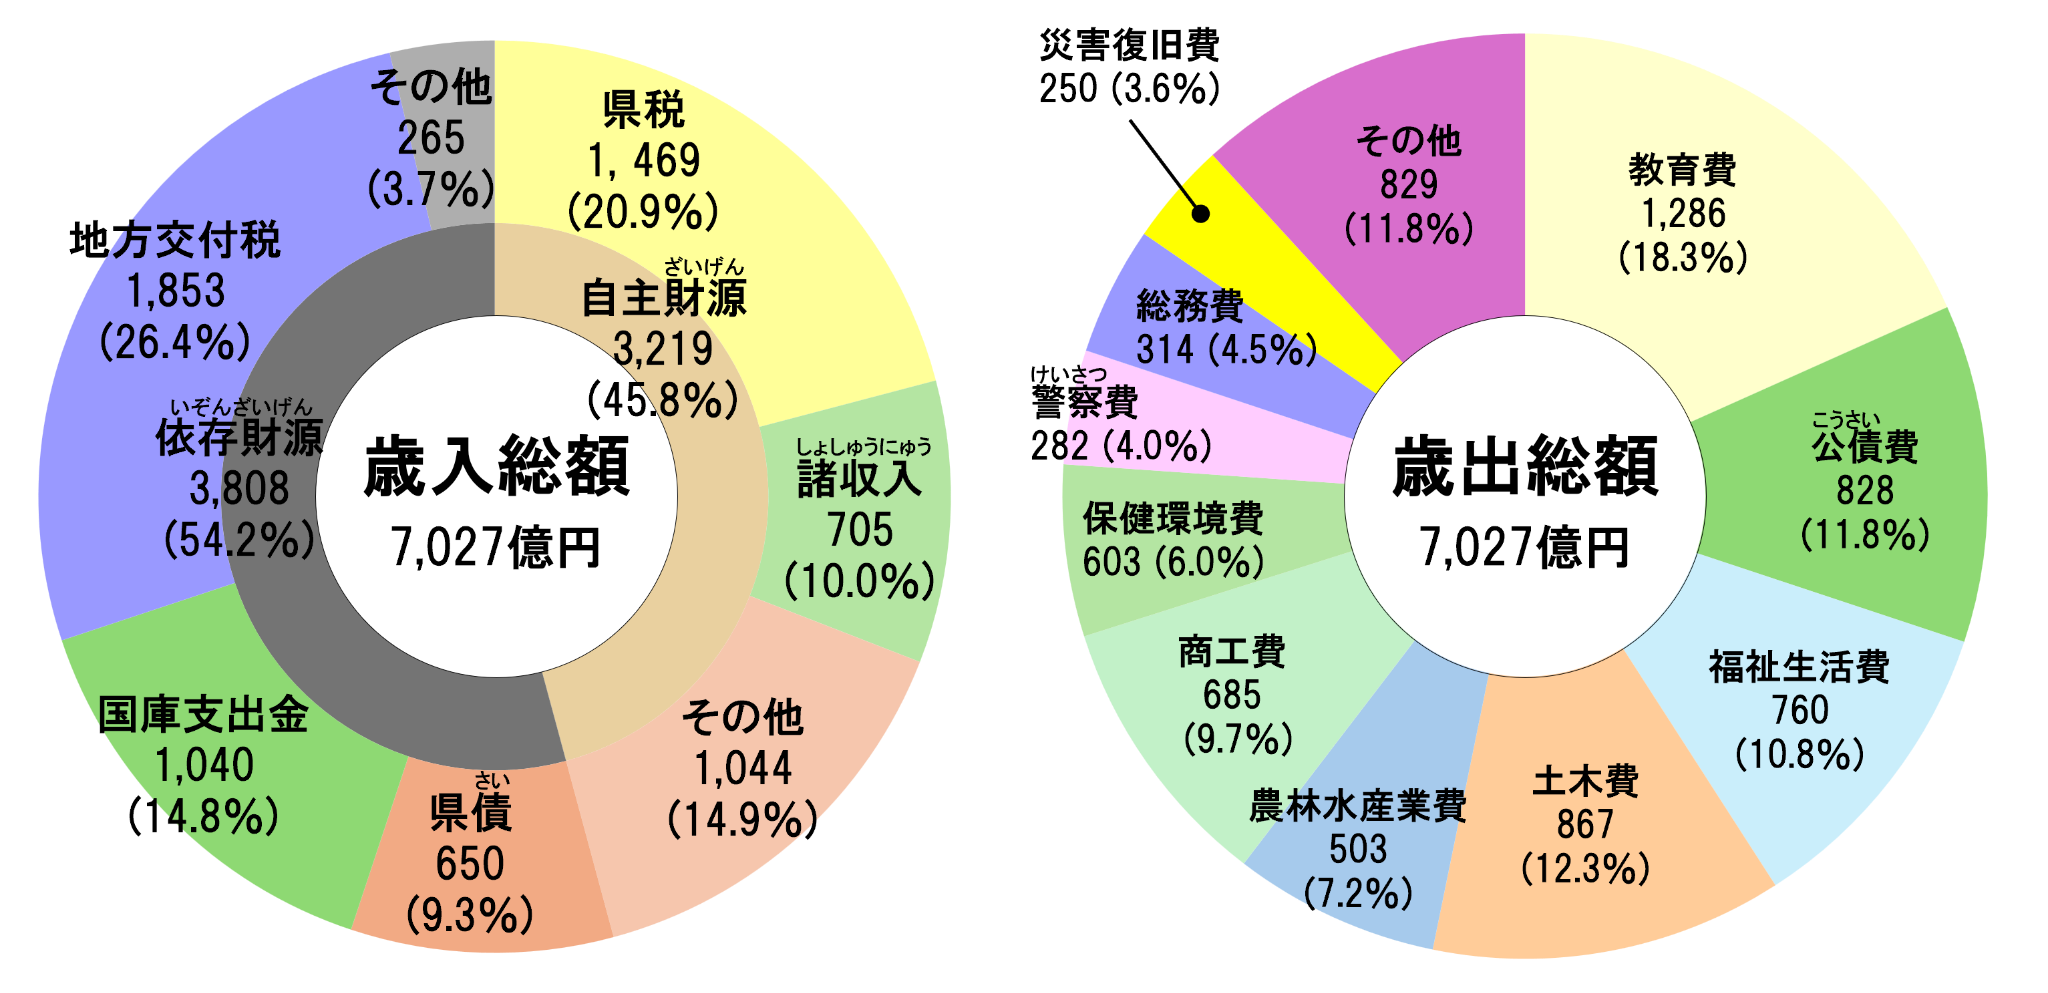 その他
265
(3.7%)
県税
1, 469
(20.9%)
地方交付税
1,853
(26.4%)
ざいげん
自主財源
3,219
(45.8%)
いぞんざいげん
依存財源
3,808
(54.2%)
歳入総額
7,027億円
しょしゅうにゅう
諸収入
705
(10.0%)
国庫支出金
1,040
(14.8%)
さい
県債
650
(9.3%)
その他
1,044
(14.9%)
災害復旧費
250 (3.6%)
その他
829
(11.8%)
教育費
1,286
(18.3%)
総務費
314 (4.5%)
けいさつ
警察費
282 (4.0%)
歳出総額
7,027億円
こうさい
公債費
828
(11.8%)
保健環境費
603 (6.0%)
商工費
685
(9.7%)
福祉生活費
760
(10.8%)
農林水産業費
503
(7.2%)
土木費
867
(12.3%)